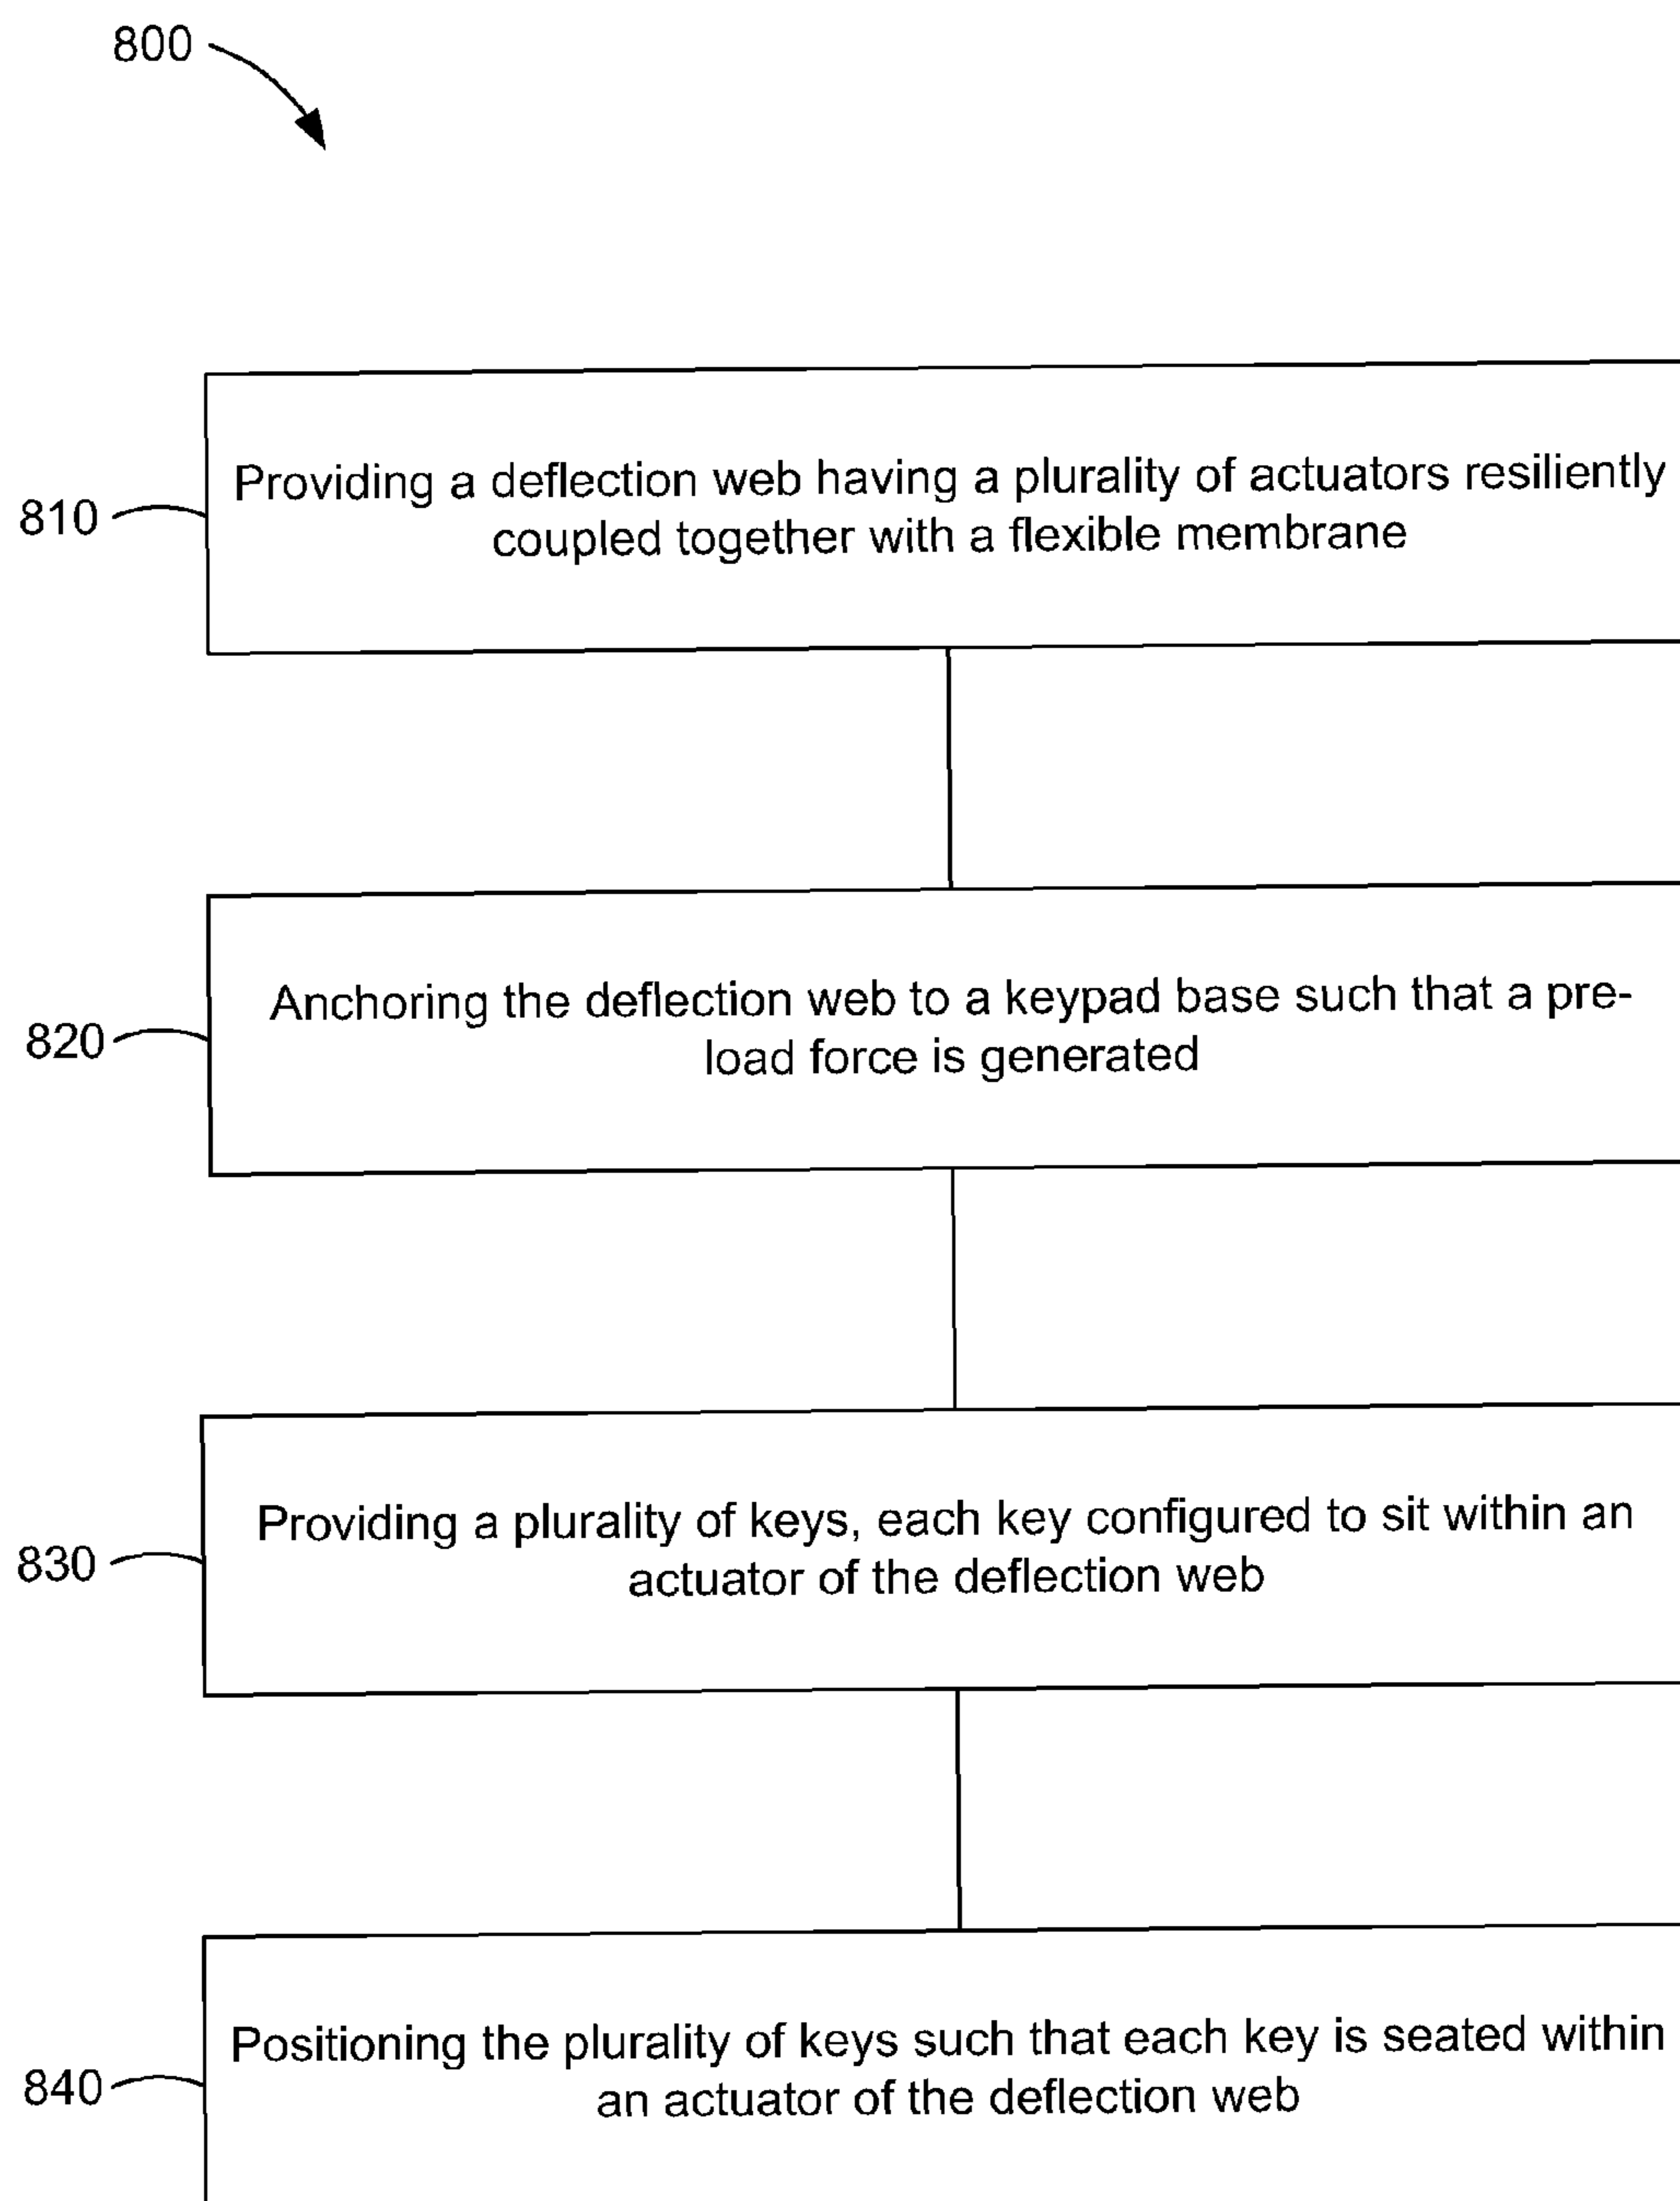 800
810
Providing a deflection web having a plurality of actuators resiliently
coupled together with a flexible membrane
820
Anchoring the deflection web to a keypad base such that a pre-
load force is generated
830
Providing a plurality of keys, each key configured to sit within an
actuator of the deflection web
840
Positioning the plurality of keys such that each key is seated within
an actuator of the deflection web